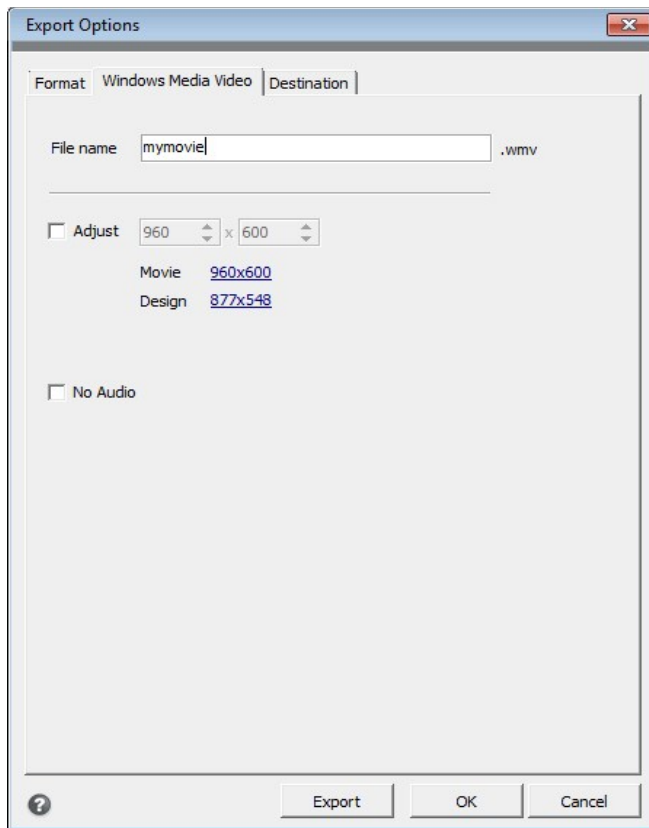 Export Options
Format Windows Media Video Destination
File name mymovie .wmv
Adjust 960 x 600
Movie 960x600
Design 877x548
No Audio
? Export OK Cancel